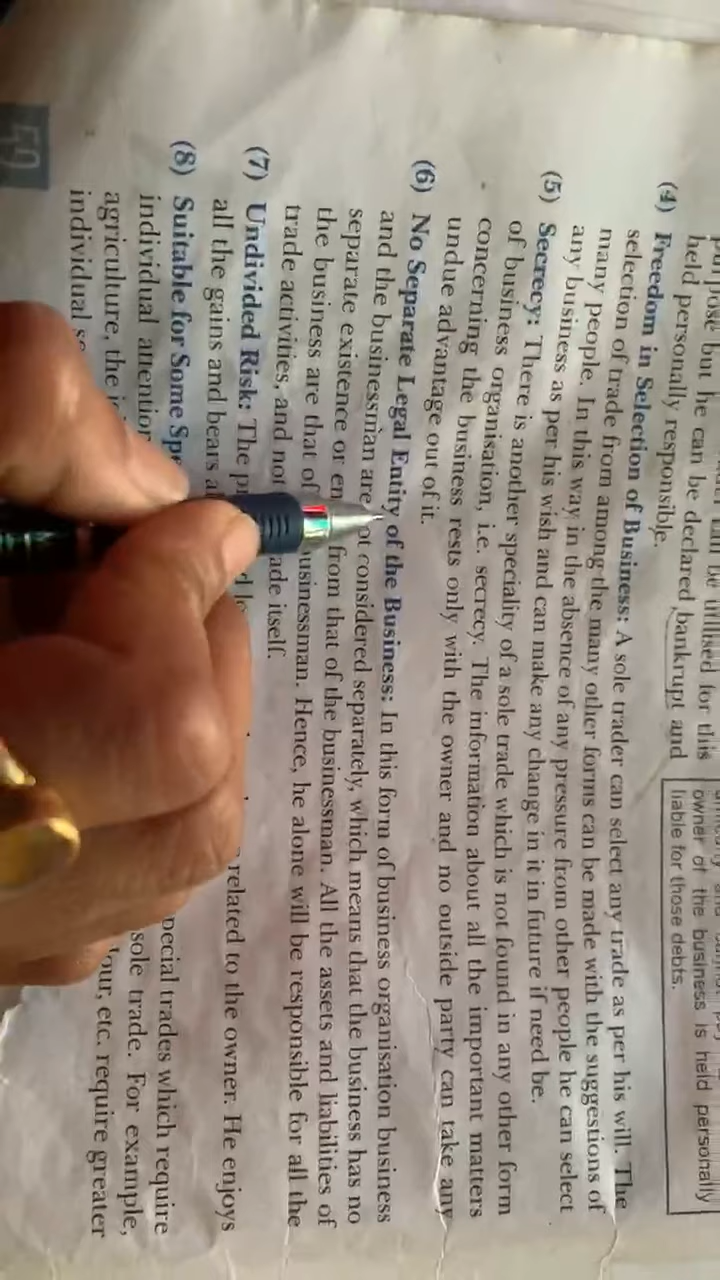 can be utilised for this
purpose but he can be declared bankrupt and
held personally responsible.
owner of the business is held personally
liable for those debts.
(4) Freedom in Selection of Business: A sole trader can select any trade as per his will. The
selection of trade from among the many other forms can be made with the suggestions of
many people. In this way in the absence of any pressure from other people he can select
any business as per his wish and can make any change in it in future if need be.
(5) Secrecy: There is another speciality of a sole trade which is not found in any other form
of business organisation, i.e. secrecy. The information about all the important matters
concerning the business rests only with the owner and no outside party can take any
undue advantage out of it.
(6) No Separate Legal Entity of the Business: In this form of business organisation business
and the businessman are considered separately, which means that the business has no
separate existence or from that of the businessman. All the assets and liabilities of
the business are that of businessman. Hence, he alone will be responsible for all the
trade activities, and not itself.
(7) Undivided Risk: The related to the owner. He enjoys
all the gains and bears
(8) Suitable for Some special trades which require
individual attention sole trade. For example,
agriculture, the etc. require greater
individual
59